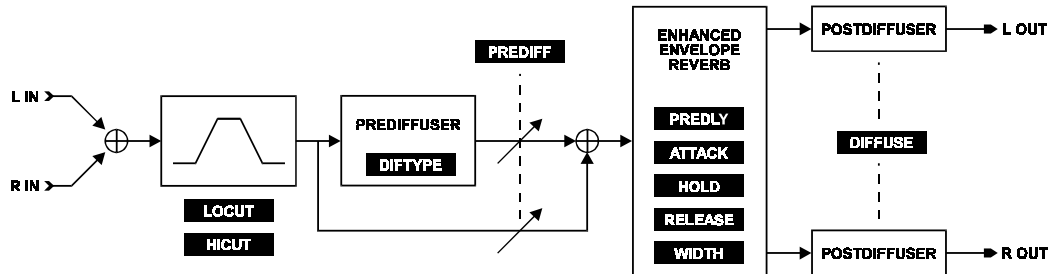 L IN
R IN
LOCUT
HICUT
PREDIFFUSER
DIFTYPE
PREDIFF
ENHANCED
ENVELOPE
REVERB
PREDLY
ATTACK
HOLD
RELEASE
WIDTH
POSTDIFFUSER
L OUT
DIFFUSE
POSTDIFFUSER
R OUT